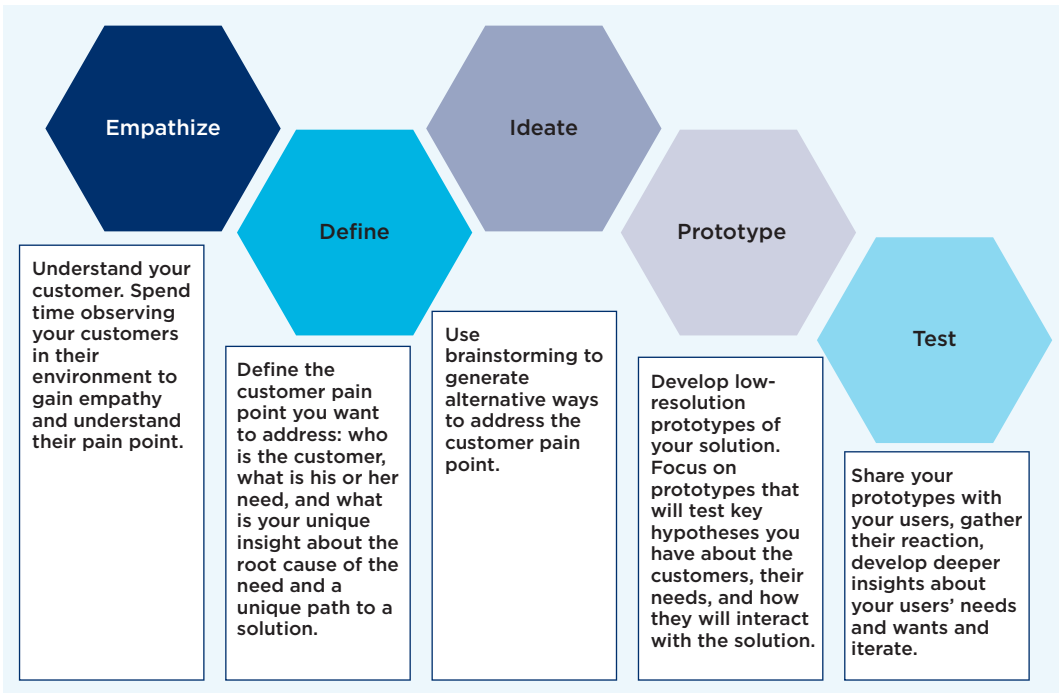 Empathize
Understand your
customer. Spend
time observing
your customers
in their
environment to
gain empathy
and understand
their pain point.
Define
Define the
customer pain
point you want
to address: who
is the customer,
what is his or her
need, and what
is your unique
insight about the
root cause of the
need and a
unique path to a
solution.
Ideate
Use
brainstorming to
generate
alternative ways
to address the
customer pain
point.
Prototype
Develop low-
resolution
prototypes of
your solution.
Focus on
prototypes that
will test key
hypotheses you
have about the
customers, their
needs, and how
they will interact
with the solution.
Test
Share your
prototypes with
your users, gather
their reaction,
develop deeper
insights about
your users' needs
and wants and
iterate.